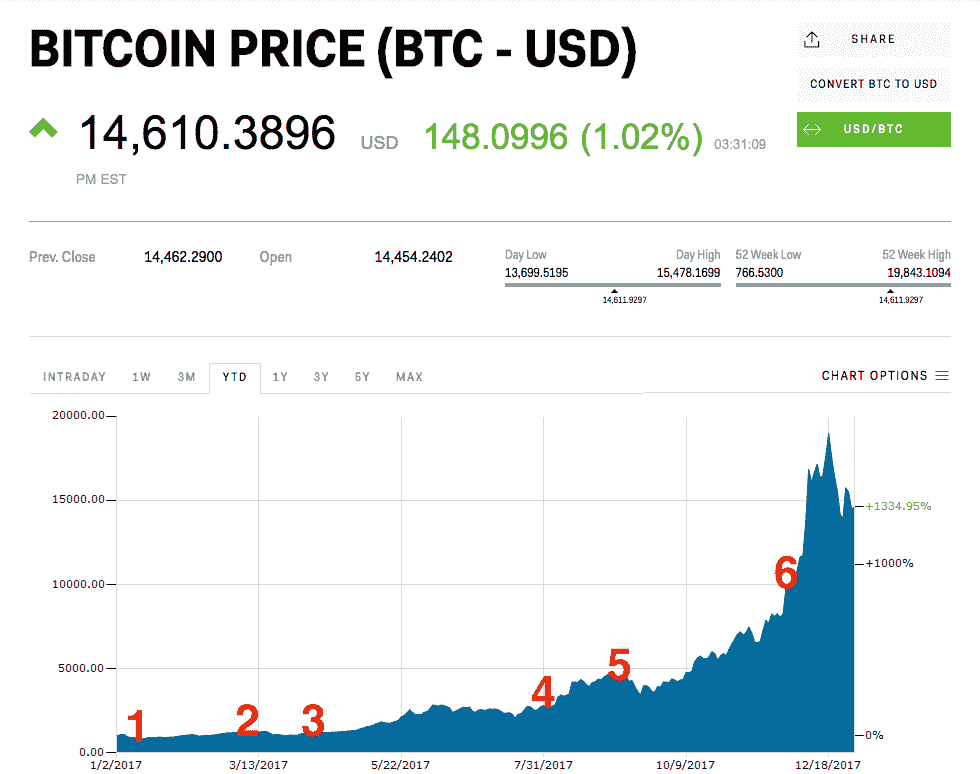 BITCOIN PRICE (BTC - USD)
SHARE
CONVERT BTC TO USD
USD/BTC
14,610.3896 USD 148.0996 (1.02%) 03:31:09
PM EST
Prev. Close 14,462.2900 Open 14,454.2402
Day Low Day High
13,699.5195 15,478.1699
14,611.9297
52 Week Low 52 Week High
766.5300 19,843.1094
14,611.9297
INTRADAY 1W 3M YTD 1Y 3Y 5Y MAX
CHART OPTIONS
20000.00
15000.00
10000.00
5000.00
0.00
+1334.95%
+1000%
0%
1 2 3 4 5 6
1/2/2017 3/13/2017 5/22/2017 7/31/2017 10/9/2017 12/18/2017